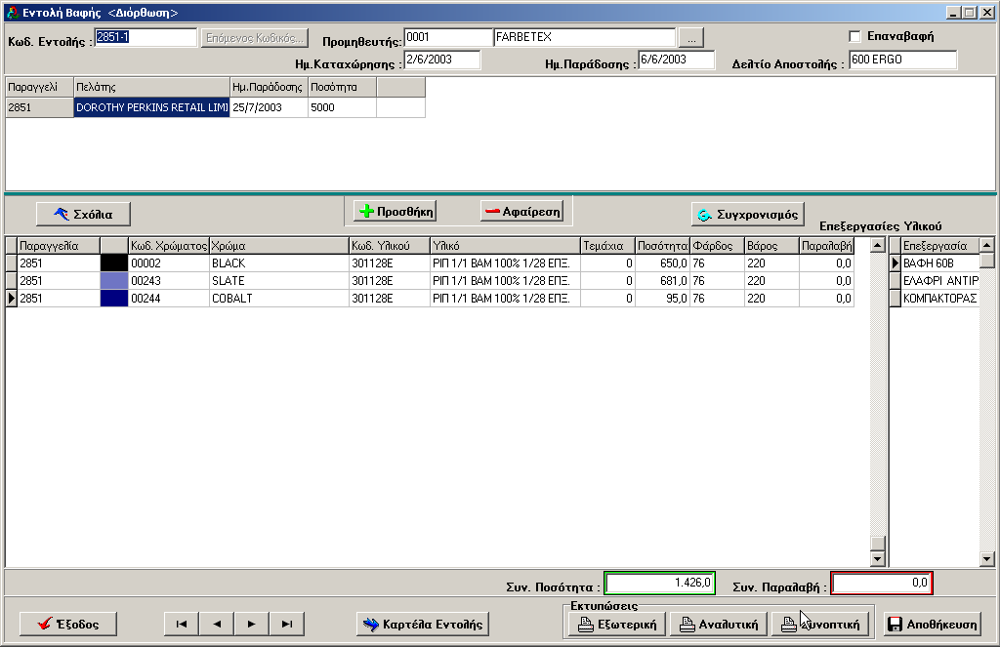 Εντολή Βαφής <Διόρθωση>
Κωδ. Εντολής : 2851-1 Επόμενος Κωδικός... Προμηθευτής: 0001 FARBETEX ... Επαναβαφή
Ημ.Καταχώρησης : 2/6/2003 Ημ.Παράδοσης : 6/6/2003 Δελτίο Αποστολής : 600 ERGO
Παραγγελί Πελάτης Ημ.Παράδοσης Ποσότητα
2851 DOROTHY PERKINS RETAIL LIMI 25/7/2003 5000
Σχόλια Προσθήκη Αφαίρεση Συγχρονισμός Επεξεργασίες Υλικού
Παραγγελία Κωδ. Χρώματος Χρώμα Κωδ. Υλικού Υλικό Τεμάχια Ποσότητα Φάρδος Βάρος Παραλαβή Επεξεργασία
2851 00002 BLACK 301128E ΡΙΠ 1/1 ΒΑΜ 100% 1/28 ΕΠΞ. 0 650,0 76 220 0,0 ΒΑΦΗ 60Β
2851 00243 SLATE 301128E ΡΙΠ 1/1 ΒΑΜ 100% 1/28 ΕΠΞ. 0 681,0 76 220 0,0 ΕΛΑΦΡΙ ΑΝΤΙΡ
2851 00244 COBALT 301128E ΡΙΠ 1/1 ΒΑΜ 100% 1/28 ΕΠΞ. 0 95,0 76 220 0,0 ΚΟΜΠΑΚΤΟΡΑΣ
Συν. Ποσότητα : 1.426,0 Συν. Παραλαβή : 0,0
Εκτυπώσεις
Έξοδος Καρτέλα Εντολής Εξωτερική Αναλυτική Συνοπτική Αποθήκευση